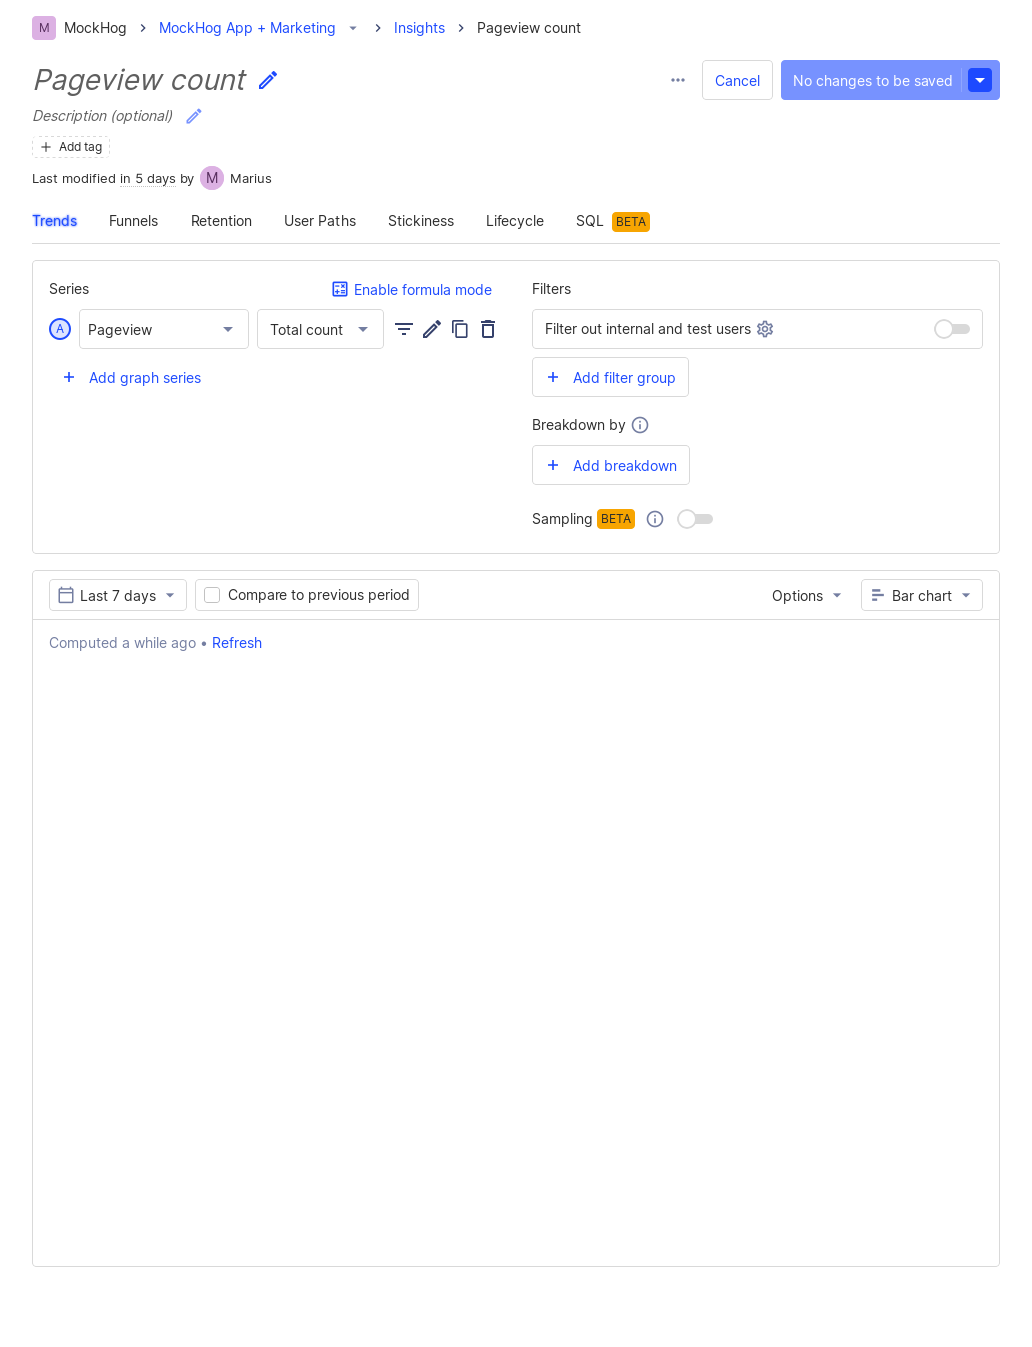 M MockHog MockHog App + Marketing Insights Pageview count
Pageview count
Cancel No changes to be saved
Description (optional)
Add tag
Last modified in 5 days by M Marius
Trends Funnels Retention User Paths Stickiness Lifecycle SQL BETA
Series Enable formula mode
A Pageview Total count
Add graph series
Filters
Filter out internal and test users
Add filter group
Breakdown by
Add breakdown
Sampling BETA
Last 7 days Compare to previous period Options Bar chart
Computed a while ago • Refresh